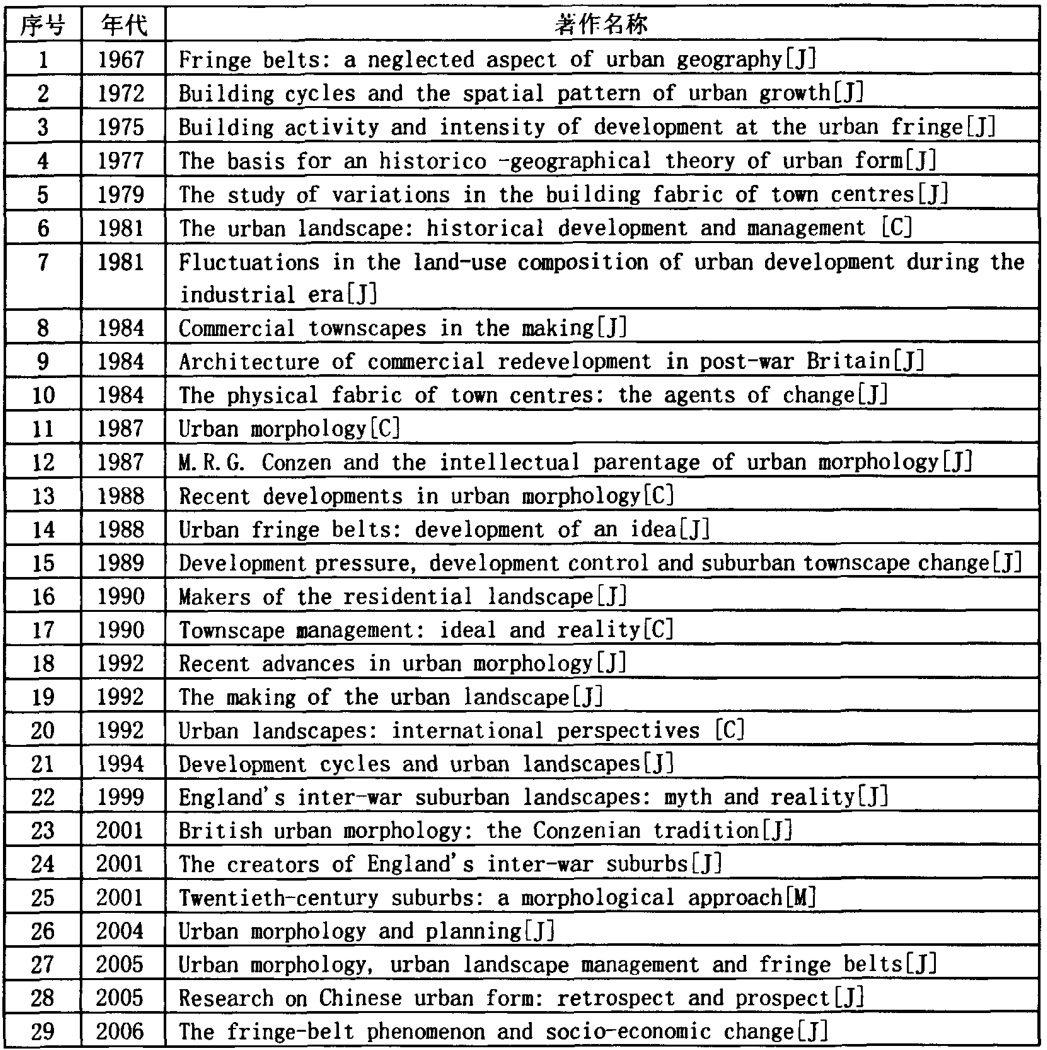 序号 年代 著作名称
1 1967 Fringe belts: a neglected aspect of urban geography[J]
2 1972 Building cycles and the spatial pattern of urban growth[J]
3 1975 Building activity and intensity of development at the urban fringe[J]
4 1977 The basis for an historico -geographical theory of urban form[J]
5 1979 The study of variations in the building fabric of town centres[J]
6 1981 The urban landscape: historical development and management [C]
7 1981 Fluctuations in the land-use composition of urban development during the
industrial era[J]
8 1984 Commercial townscapes in the making[J]
9 1984 Architecture of commercial redevelopment in post-war Britain[J]
10 1984 The physical fabric of town centres: the agents of change[J]
11 1987 Urban morphology[C]
12 1987 M.R.G. Conzen and the intellectual parentage of urban morphology[J]
13 1988 Recent developments in urban morphology[C]
14 1988 Urban fringe belts: development of an idea[J]
15 1989 Development pressure, development control and suburban townscape change[J]
16 1990 Makers of the residential landscape[J]
17 1990 Townscape management: ideal and reality[C]
18 1992 Recent advances in urban morphology[J]
19 1992 The making of the urban landscape[J]
20 1992 Urban landscapes: international perspectives [C]
21 1994 Development cycles and urban landscapes[J]
22 1999 England's inter-war suburban landscapes: myth and reality[J]
23 2001 British urban morphology: the Conzenian tradition[J]
24 2001 The creators of England's inter-war suburbs[J]
25 2001 Twentieth-century suburbs: a morphological approach[M]
26 2004 Urban morphology and planning[J]
27 2005 Urban morphology, urban landscape management and fringe belts[J]
28 2005 Research on Chinese urban form: retrospect and prospect[J]
29 2006 The fringe-belt phenomenon and socio-economic change[J]